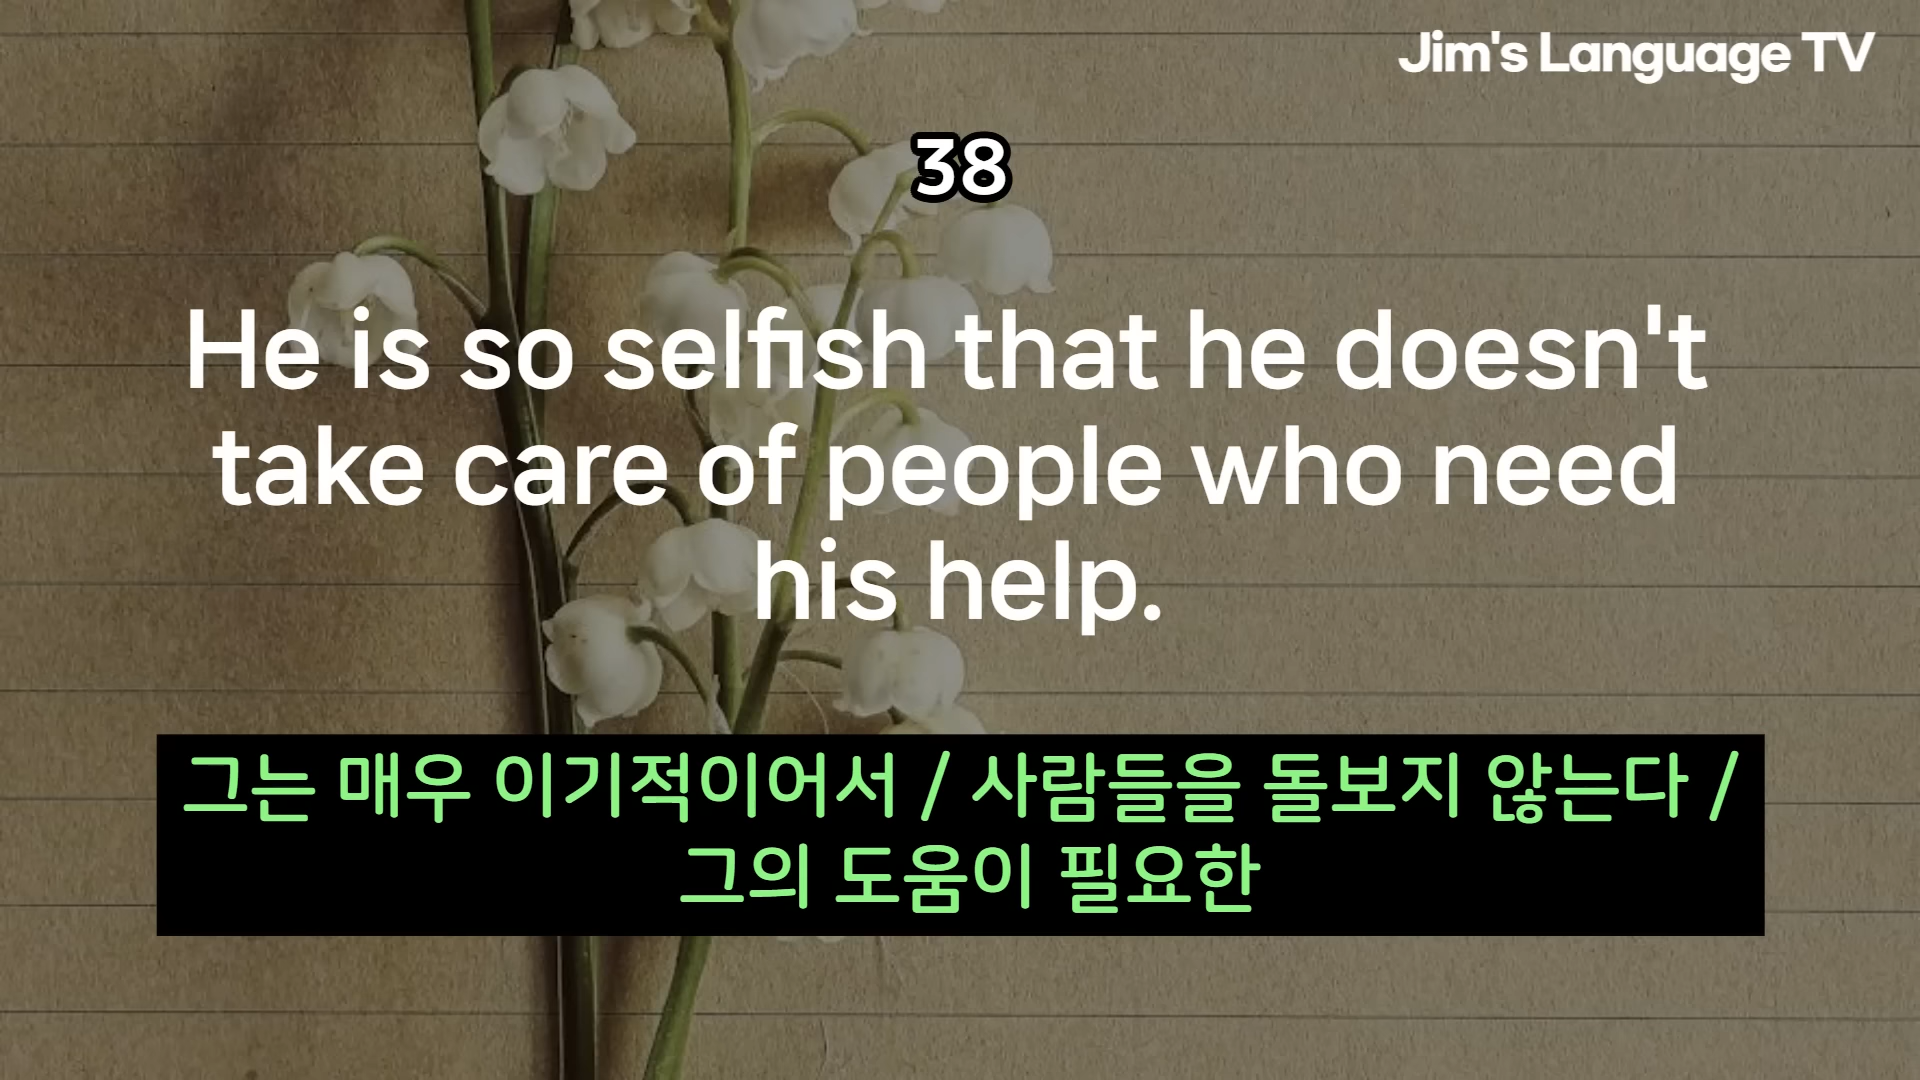 Jim's Language TV
38
He is so selfish that he doesn't
take care of people who need
his help.
그는 매우 이기적이어서 / 사람들을 돌보지 않는다 /
그의 도움이 필요한